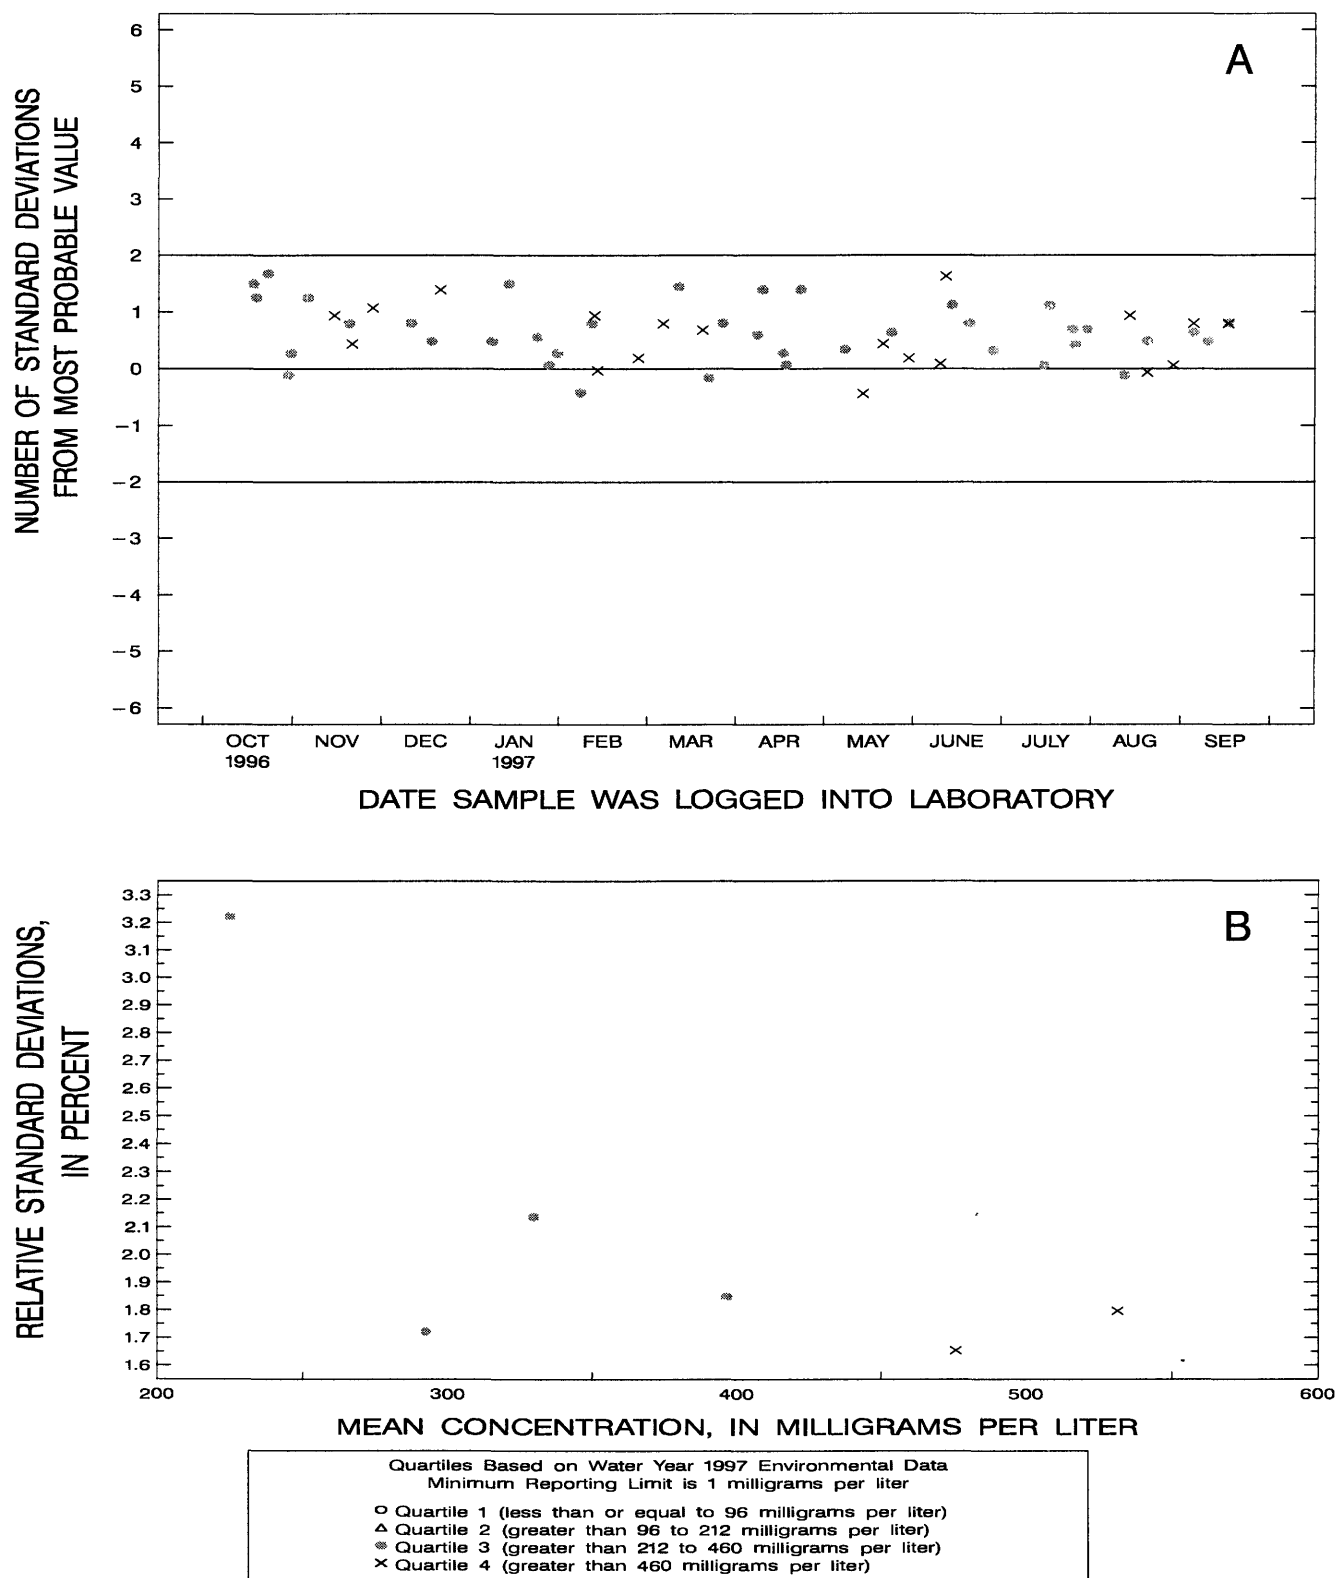 A
NUMBER OF STANDARD DEVIATIONS
FROM MOST PROBABLE VALUE
6
5
4
3
2
1
0
−1
−2
−3
−4
−5
−6
OCT NOV DEC JAN FEB MAR APR MAY JUNE JULY AUG SEP
1996 1997
DATE SAMPLE WAS LOGGED INTO LABORATORY
B
RELATIVE STANDARD DEVIATIONS,
IN PERCENT
3.3
3.2
3.1
3.0
2.9
2.8
2.7
2.6
2.5
2.4
2.3
2.2
2.1
2.0
1.9
1.8
1.7
1.6
200 300 400 500 600
MEAN CONCENTRATION, IN MILLIGRAMS PER LITER
Quartiles Based on Water Year 1997 Environmental Data
Minimum Reporting Limit is 1 milligrams per liter
Quartile 1 (less than or equal to 96 milligrams per liter)
Quartile 2 (greater than 96 to 212 milligrams per liter)
Quartile 3 (greater than 212 to 460 milligrams per liter)
Quartile 4 (greater than 460 milligrams per liter)